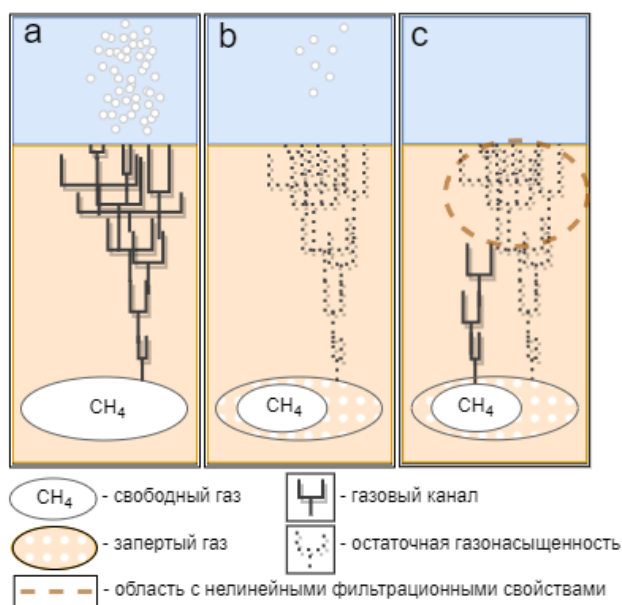 a b c
CH₄ CH₄ CH₄
CH₄ - свободный газ - газовый канал
- запертый газ - остаточная газонасыщенность
- область с нелинейными фильтрационными свойствами